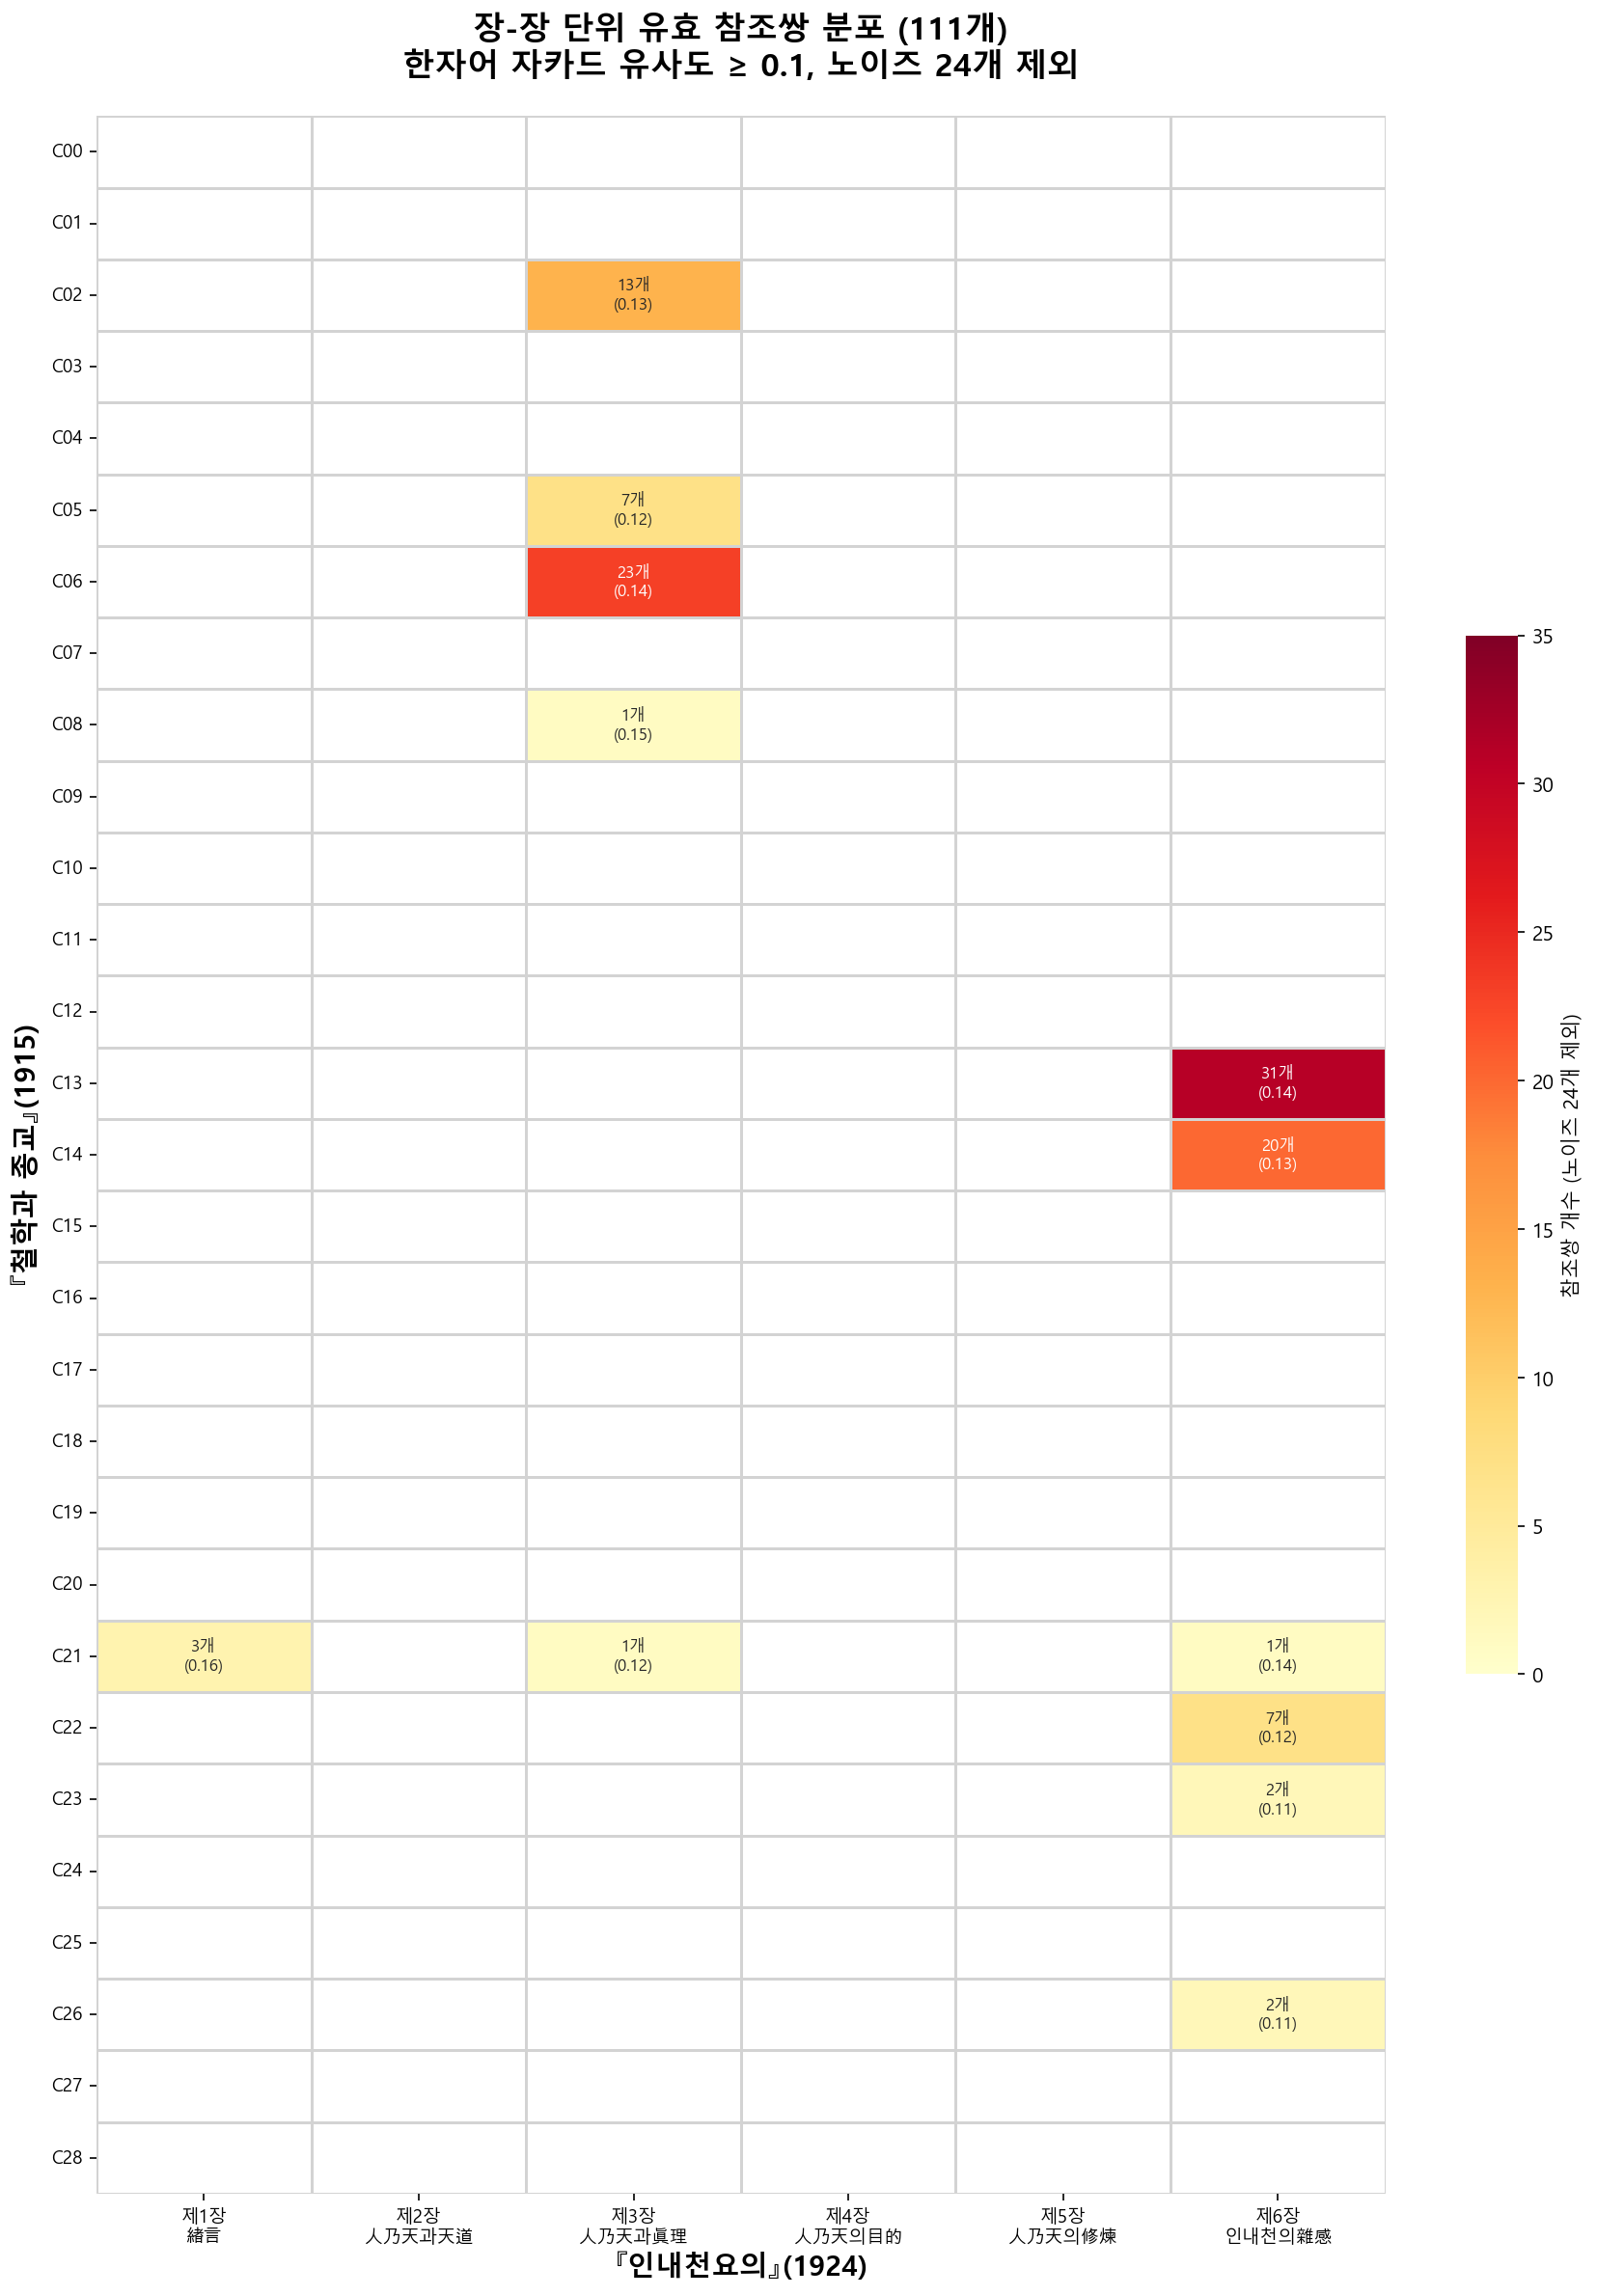 장-장 단위 유효 참조쌍 분포 (111개)
한자어 자카드 유사도 ≥ 0.1, 노이즈 24개 제외
『철학과 종교』(1915)
C00
C01
C02
13개
(0.13)
C03
C04
C05
7개
(0.12)
C06
23개
(0.14)
C07
C08
1개
(0.15)
C09
C10
C11
C12
C13
31개
(0.14)
C14
20개
(0.13)
C15
C16
C17
C18
C19
C20
C21
3개
(0.16)
1개
(0.12)
1개
(0.14)
C22
7개
(0.12)
C23
2개
(0.11)
C24
C25
C26
2개
(0.11)
C27
C28
제1장
緖言
제2장
人乃天과天道
제3장
人乃天과眞理
제4장
人乃天의目的
제5장
人乃天의修煉
제6장
인내천의雜感
『인내천요의』(1924)
35
30
25
20
15
10
5
0
참조쌍 개수 (노이즈 24개 제외)